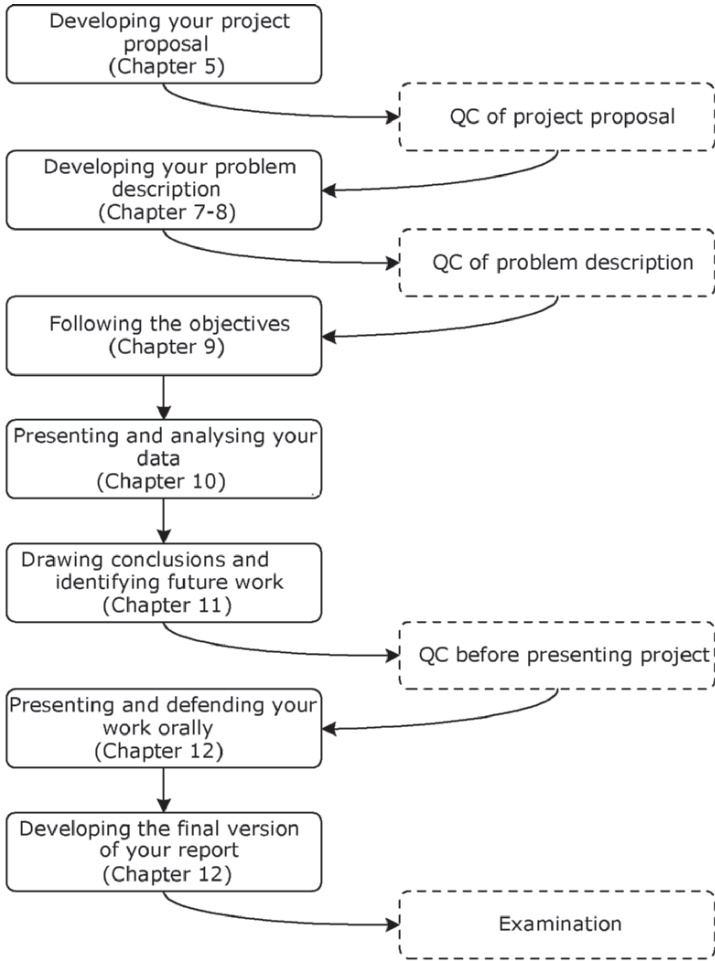 Developing your project
proposal
(Chapter 5)
QC of project proposal
Developing your problem
description
(Chapter 7-8)
QC of problem description
Following the objectives
(Chapter 9)
Presenting and analysing your
data
(Chapter 10)
Drawing conclusions and
identifying future work
(Chapter 11)
QC before presenting project
Presenting and defending your
work orally
(Chapter 12)
Developing the final version
of your report
(Chapter 12)
Examination